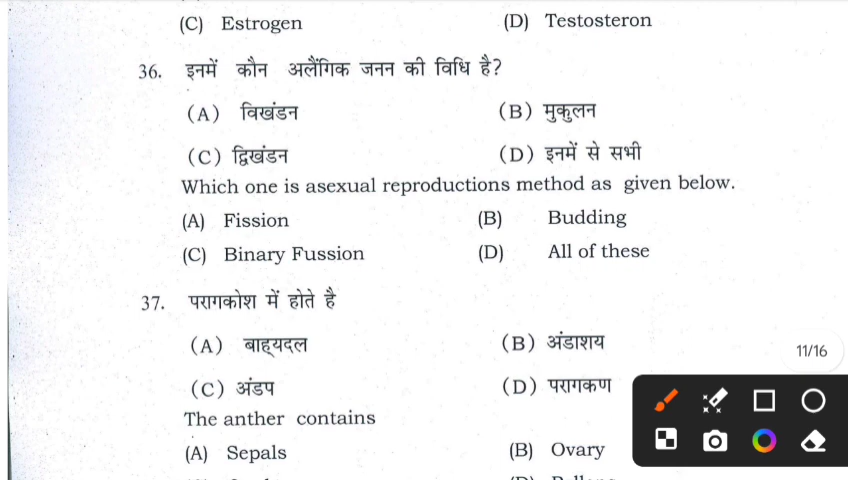 (C) Estrogen (D) Testosteron
36. इनमें कौन अलैंगिक जनन की विधि है?
(A) विखंडन (B) मुकुलन
(C) द्विखंडन (D) इनमें से सभी
Which one is asexual reproductions method as given below.
(A) Fission (B) Budding
(C) Binary Fussion (D) All of these
37. परागकोश में होते है
(A) बाह्यदल (B) अंडाशय
11/16
(C) अंडप (D) परागकण
The anther contains
(A) Sepals (B) Ovary